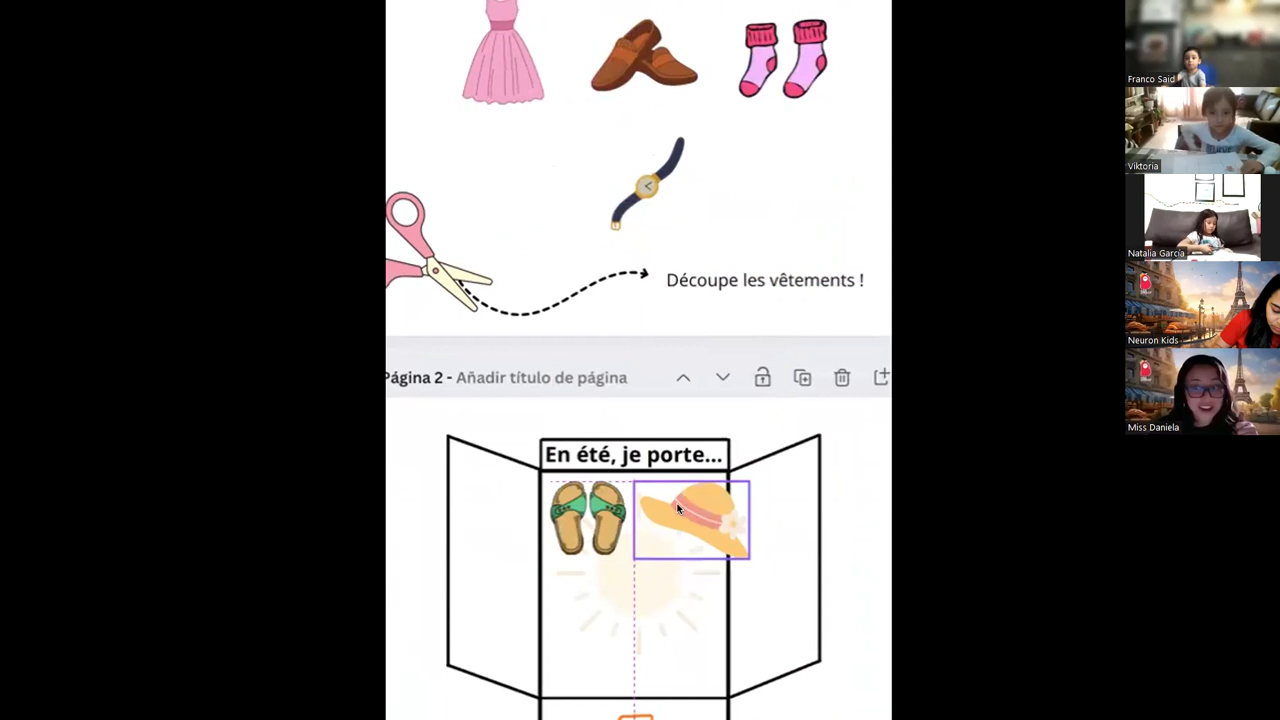 Découpe les vêtements !
Página 2 - Añadir título de página
En été, je porte...
Franco Said
Viktoria
Natalia García
Neuron Kids
Miss Daniela